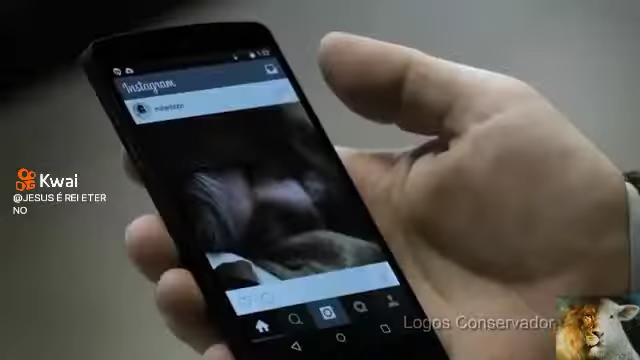 Instagram
Kwai
@JESUS É REI ETER
NO
Logos Conservador